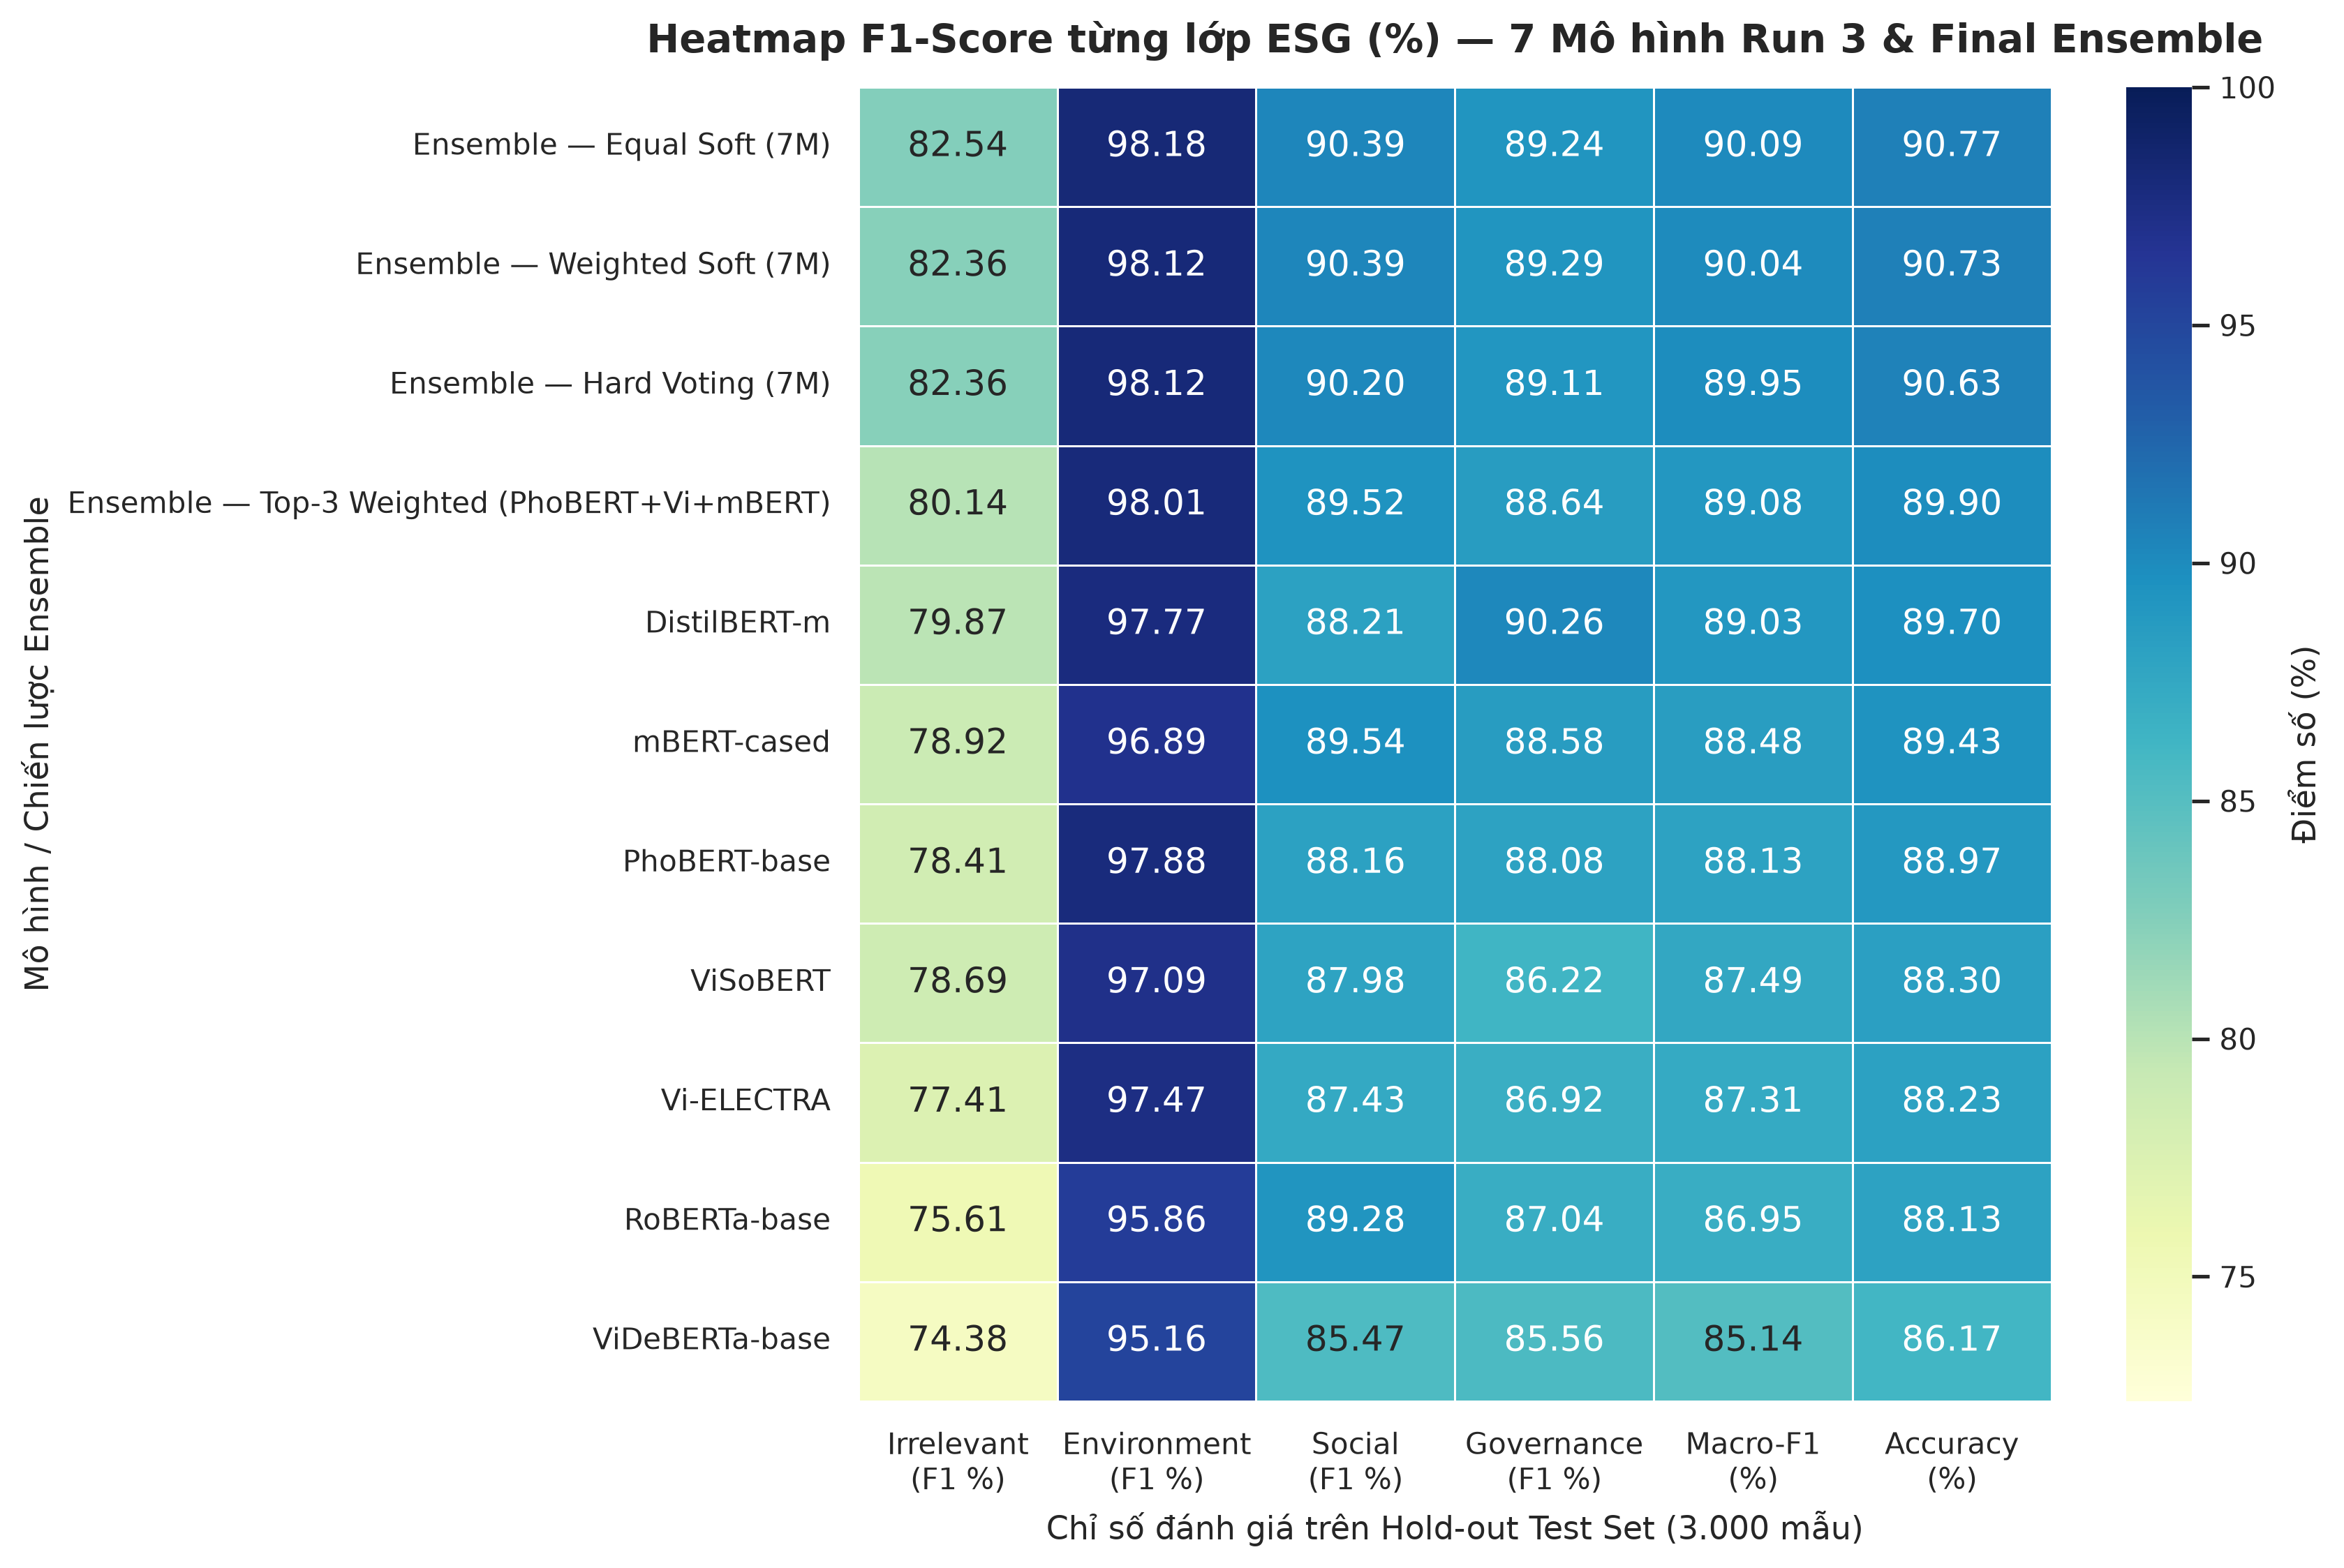 Heatmap F1-Score từng lớp ESG (%) — 7 Mô hình Run 3 & Final Ensemble
Mô hình / Chiến lược Ensemble
Ensemble — Equal Soft (7M) 82.54 98.18 90.39 89.24 90.09 90.77
Ensemble — Weighted Soft (7M) 82.36 98.12 90.39 89.29 90.04 90.73
Ensemble — Hard Voting (7M) 82.36 98.12 90.20 89.11 89.95 90.63
Ensemble — Top-3 Weighted (PhoBERT+Vi+mBERT) 80.14 98.01 89.52 88.64 89.08 89.90
DistilBERT-m 79.87 97.77 88.21 90.26 89.03 89.70
mBERT-cased 78.92 96.89 89.54 88.58 88.48 89.43
PhoBERT-base 78.41 97.88 88.16 88.08 88.13 88.97
ViSoBERT 78.69 97.09 87.98 86.22 87.49 88.30
Vi-ELECTRA 77.41 97.47 87.43 86.92 87.31 88.23
RoBERTa-base 75.61 95.86 89.28 87.04 86.95 88.13
ViDeBERTa-base 74.38 95.16 85.47 85.56 85.14 86.17
Irrelevant Environment Social Governance Macro-F1 Accuracy
(F1 %) (F1 %) (F1 %) (F1 %) (%) (%)
Chỉ số đánh giá trên Hold-out Test Set (3.000 mẫu)
100
95
90
85
80
75
Điểm số (%)